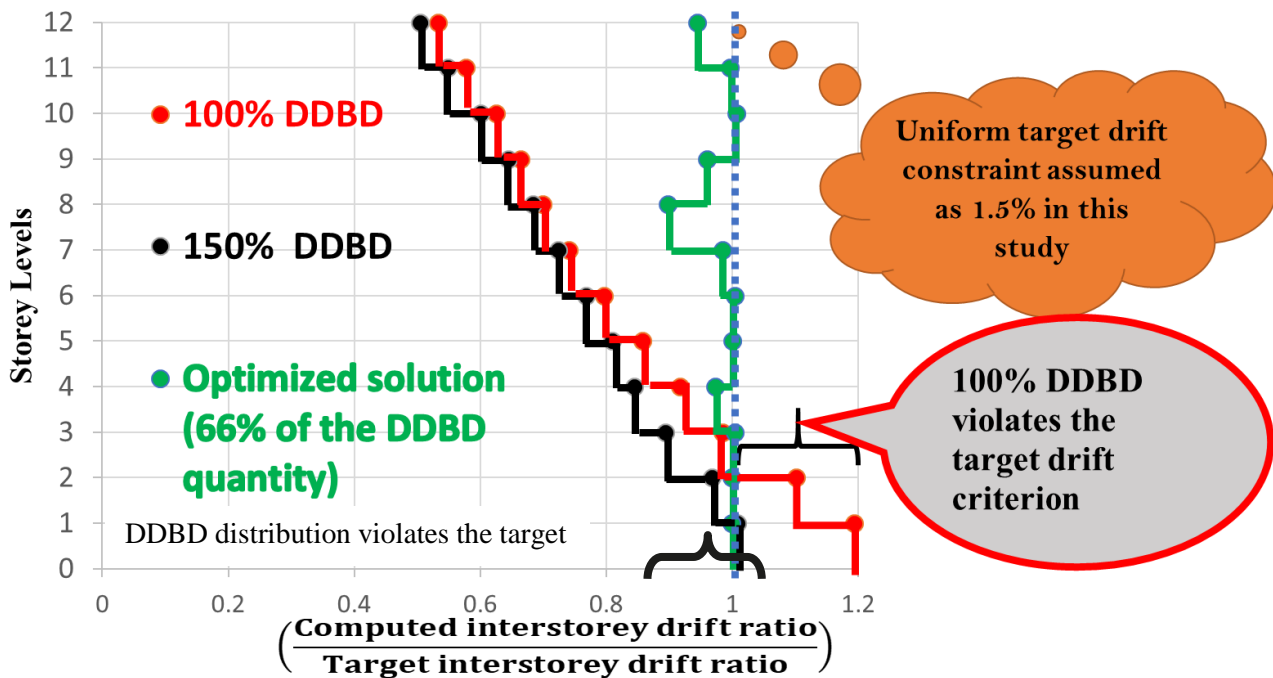 12
11
10
9
8
7
6
5
4
3
2
1
0
Storey Levels
100% DDBD
150% DDBD
Optimized solution
(66% of the DDBD
quantity)
DDBD distribution violates the target
Uniform target drift
constraint assumed
as 1.5% in this
study
100% DDBD
violates the
target drift
criterion
0 0.2 0.4 0.6 0.8 1 1.2
(Computed interstorey drift ratio
Target interstorey drift ratio)